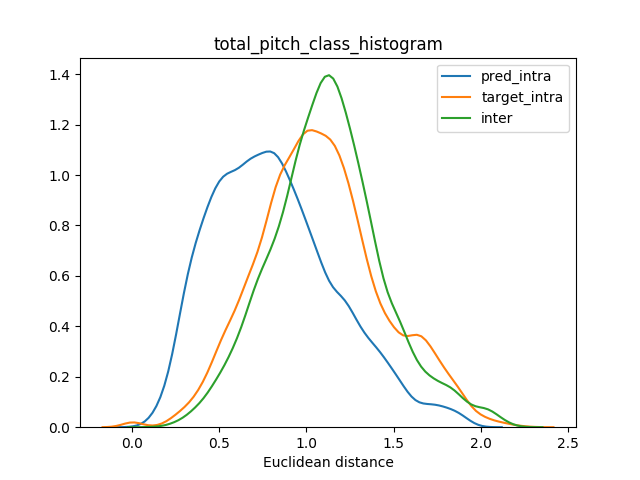 total_pitch_class_histogram
1.4
1.2
1.0
0.8
0.6
0.4
0.2
0.0
pred_intra
target_intra
inter
0.0 0.5 1.0 1.5 2.0 2.5
Euclidean distance